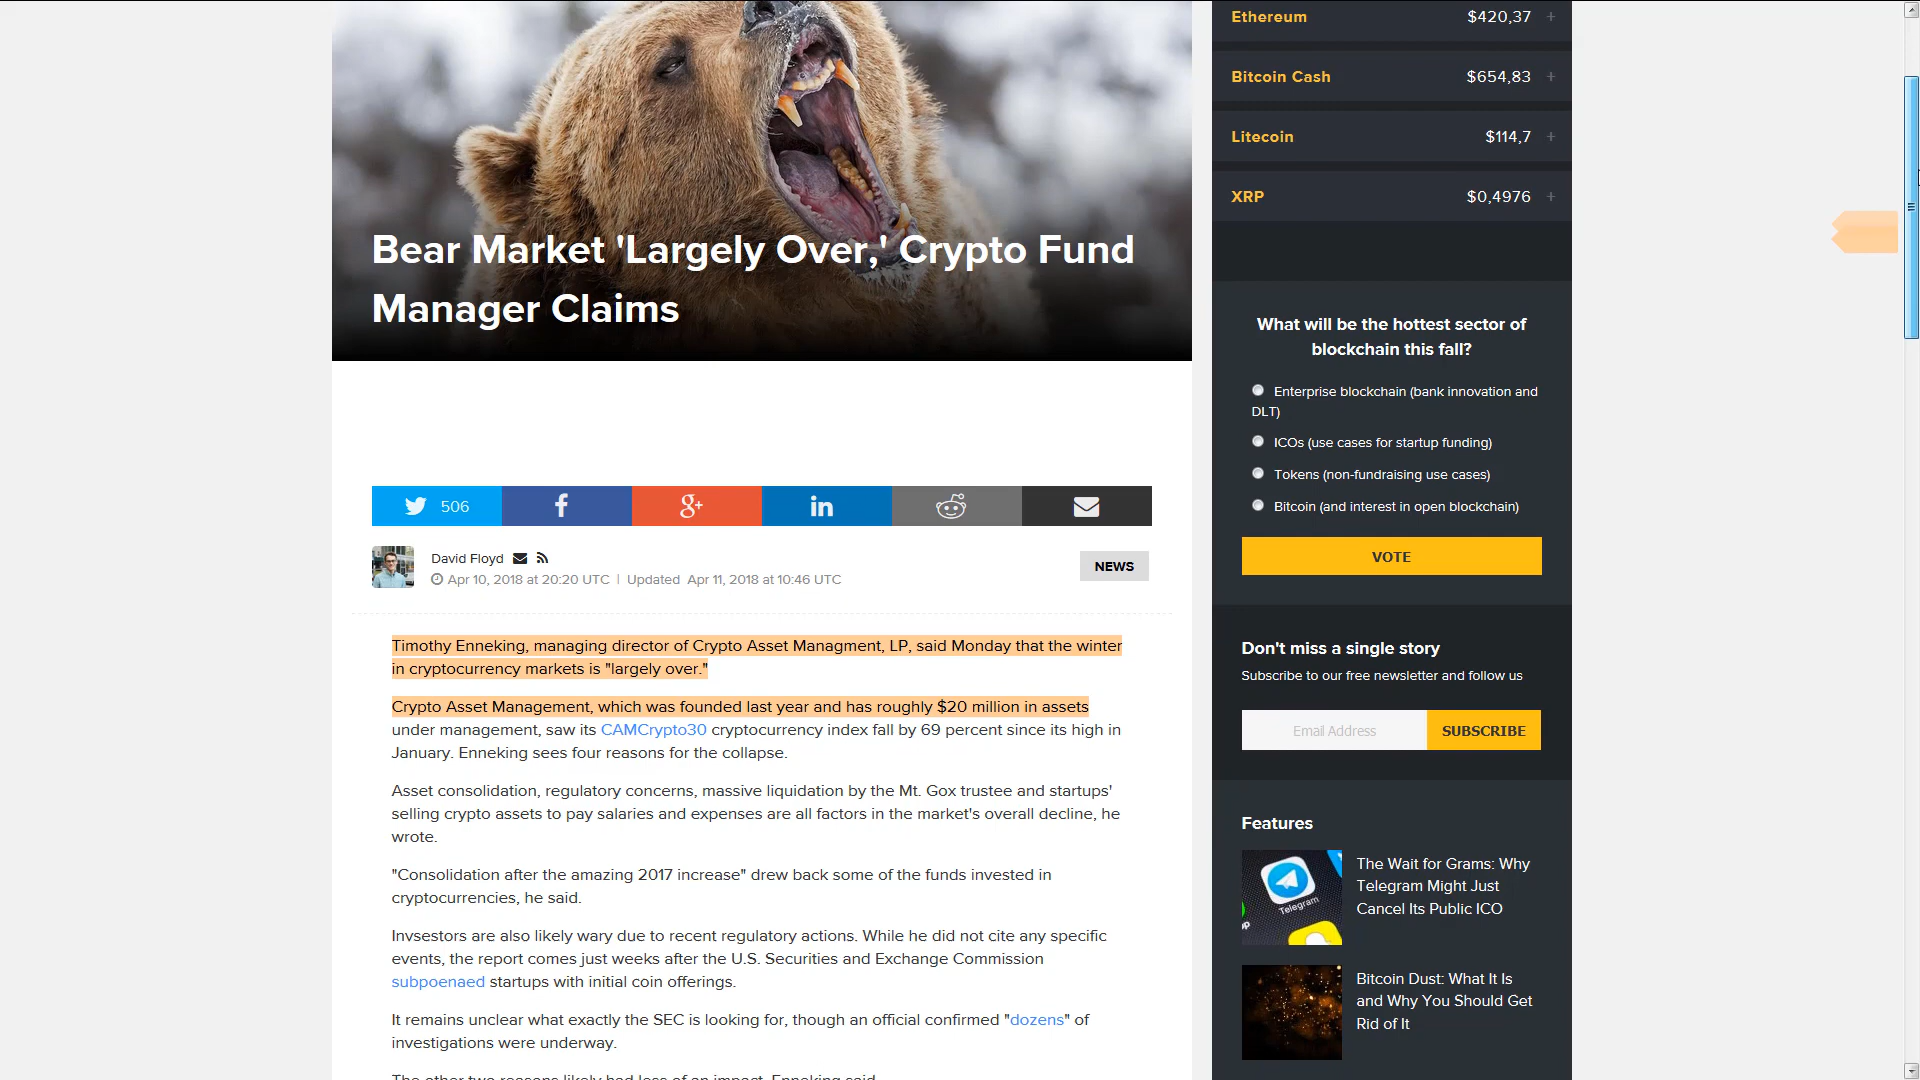 Bear Market 'Largely Over,' Crypto Fund
Manager Claims
506
David Floyd
Apr 10, 2018 at 20:20 UTC | Updated Apr 11, 2018 at 10:46 UTC
NEWS
Timothy Enneking, managing director of Crypto Asset Managment, LP, said Monday that the winter
in cryptocurrency markets is "largely over."
Crypto Asset Management, which was founded last year and has roughly $20 million in assets
under management, saw its CAMCrypto30 cryptocurrency index fall by 69 percent since its high in
January. Enneking sees four reasons for the collapse.
Asset consolidation, regulatory concerns, massive liquidation by the Mt. Gox trustee and startups'
selling crypto assets to pay salaries and expenses are all factors in the market's overall decline, he
wrote.
"Consolidation after the amazing 2017 increase" drew back some of the funds invested in
cryptocurrencies, he said.
Invsestors are also likely wary due to recent regulatory actions. While he did not cite any specific
events, the report comes just weeks after the U.S. Securities and Exchange Commission
subpoenaed startups with initial coin offerings.
It remains unclear what exactly the SEC is looking for, though an official confirmed "dozens" of
investigations were underway.
The other two reasons likely had less of an impact, Enneking said.
Ethereum $420,37 +
Bitcoin Cash $654,83 +
Litecoin $114,7 +
XRP $0,4976 +
What will be the hottest sector of
blockchain this fall?
Enterprise blockchain (bank innovation and
DLT)
ICOs (use cases for startup funding)
Tokens (non-fundraising use cases)
Bitcoin (and interest in open blockchain)
VOTE
Don't miss a single story
Subscribe to our free newsletter and follow us
Email Address
SUBSCRIBE
Features
Telegram
The Wait for Grams: Why
Telegram Might Just
Cancel Its Public ICO
Bitcoin Dust: What It Is
and Why You Should Get
Rid of It